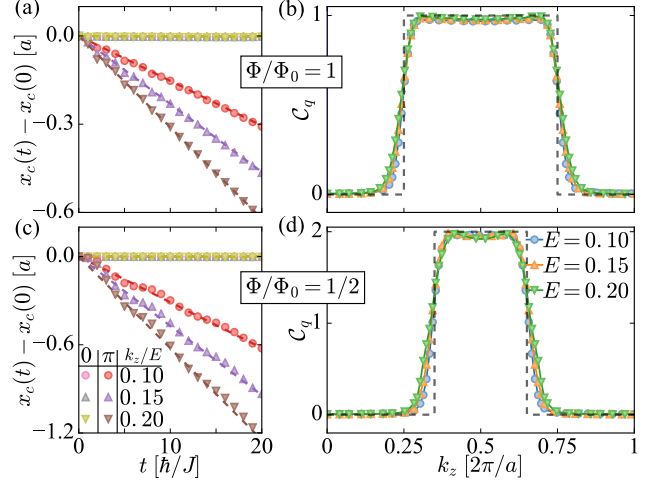 (a)
0.0
−0.3
−0.6
x_c(t) − x_c(0) [a]
Φ/Φ₀ = 1
(b)
1
0
𝒞_q
(c)
0.0
−0.6
−1.2
x_c(t) − x_c(0) [a]
Φ/Φ₀ = 1/2
0 | π | k_z/E
0.10
0.15
0.20
0 10 20
t [ħ/J]
(d)
2
1
0
𝒞_q
E = 0.10
E = 0.15
E = 0.20
0 0.25 0.50 0.75 1
k_z [2π/a]